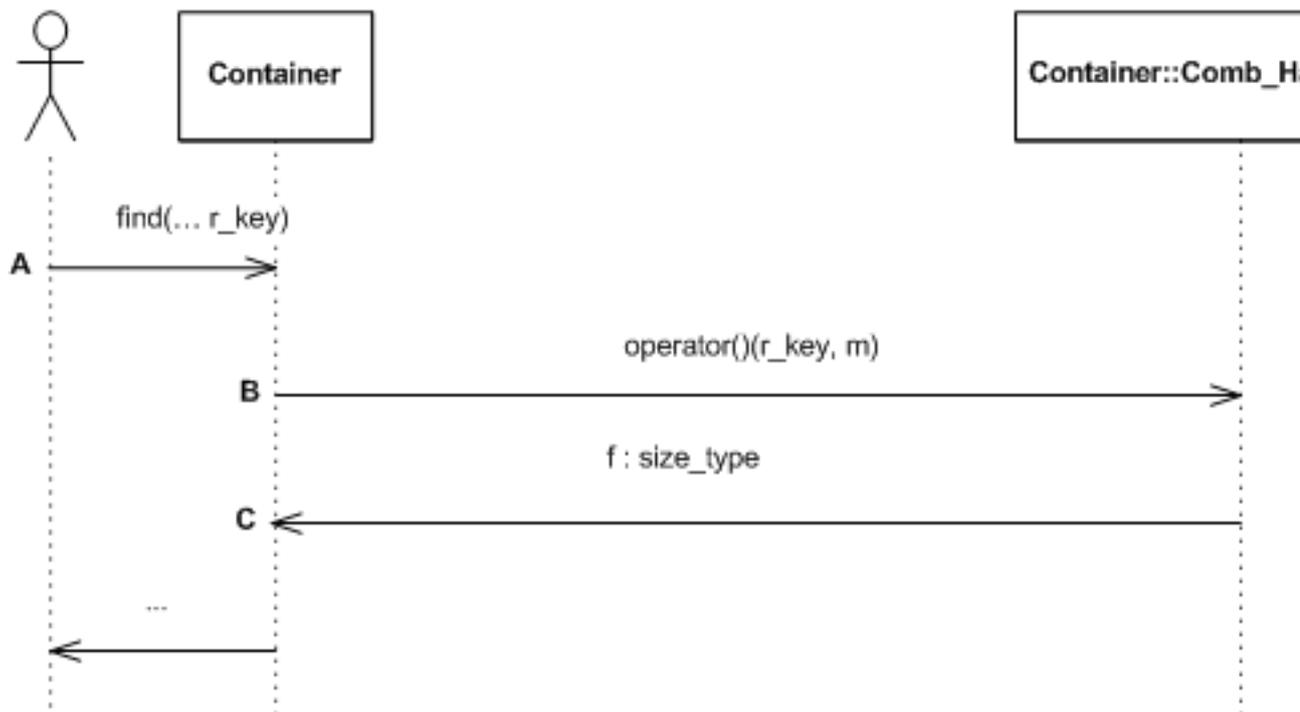 Container
Container::Comb_Ha
find(... r_key)
A
operator()(r_key, m)
B
f : size_type
C
...